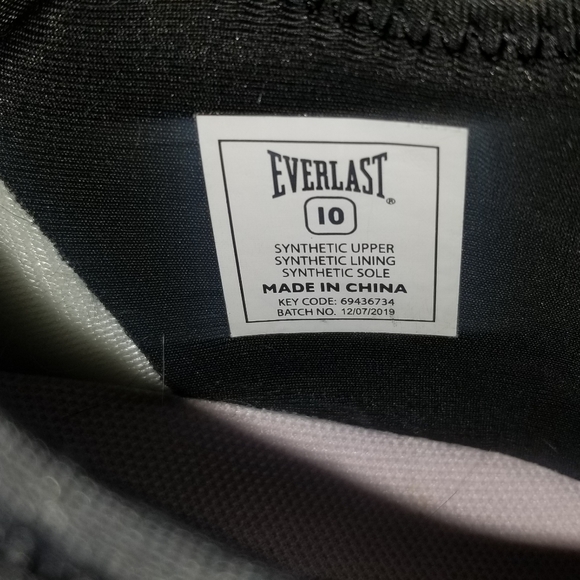 EVERLAST®
10
SYNTHETIC UPPER
SYNTHETIC LINING
SYNTHETIC SOLE
MADE IN CHINA
KEY CODE: 69436734
BATCH NO. 12/07/2019